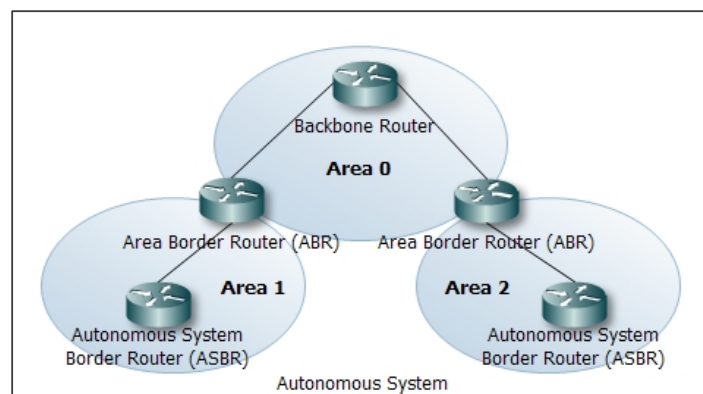 Backbone Router
Area 0
Area Border Router (ABR)
Area Border Router (ABR)
Area 1
Area 2
Autonomous System
Border Router (ASBR)
Autonomous System
Border Router (ASBR)
Autonomous System